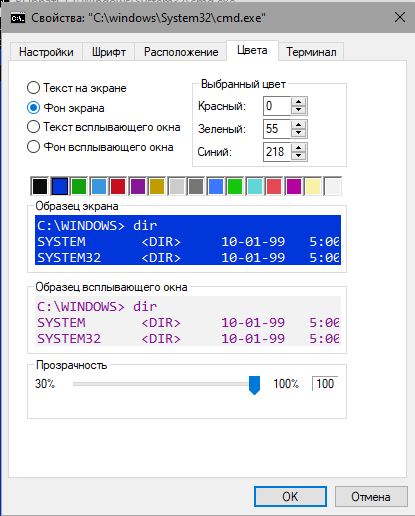 Свойства: "C:\windows\System32\cmd.exe"
Настройки Шрифт Расположение Цвета Терминал
Текст на экране
Фон экрана
Текст всплывающего окна
Фон всплывающего окна
Выбранный цвет
Красный: 0
Зеленый: 55
Синий: 218
Образец экрана
C:\WINDOWS> dir
SYSTEM <DIR> 10-01-99 5:00
SYSTEM32 <DIR> 10-01-99 5:00
Образец всплывающего окна
C:\WINDOWS> dir
SYSTEM <DIR> 10-01-99 5:00
SYSTEM32 <DIR> 10-01-99 5:00
Прозрачность
30% 100% 100
OK Отмена